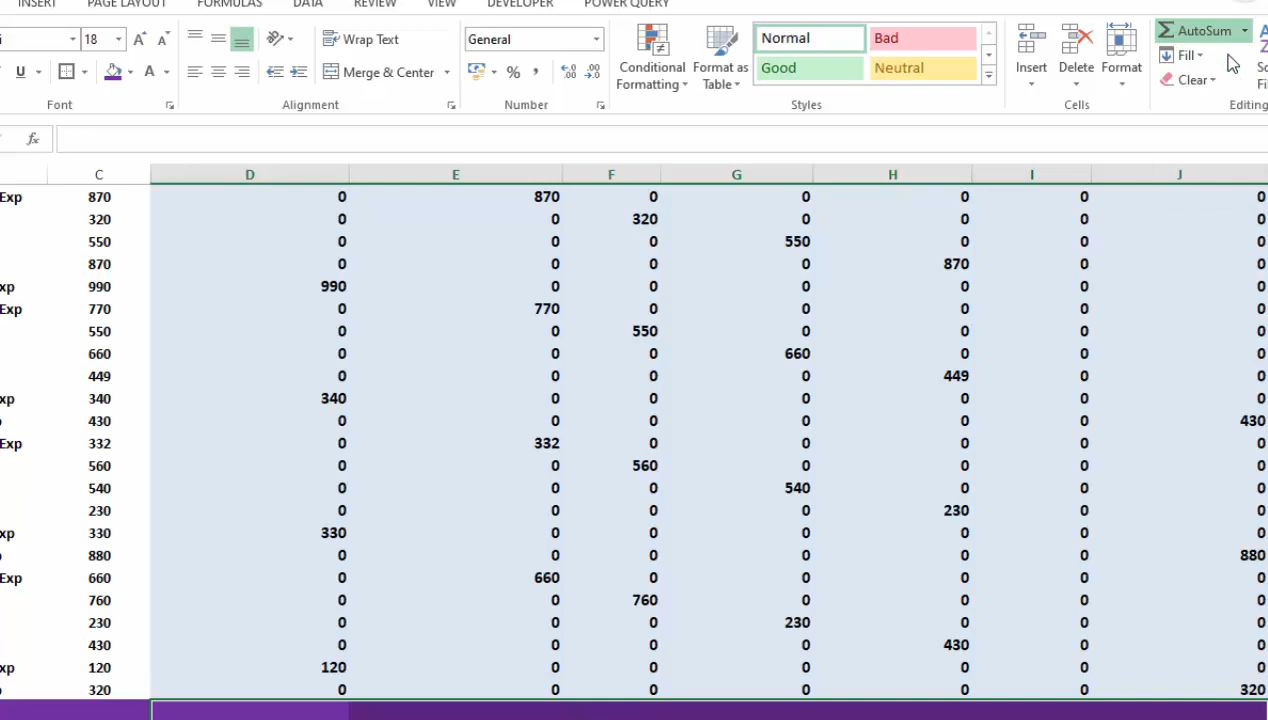 INSERT PAGE LAYOUT FORMULAS DATA REVIEW VIEW DEVELOPER POWER QUERY
18 A A Wrap Text General Normal Bad AutoSum
U A Merge & Center % , .00 Conditional Formatting Format as Table Good Neutral Insert Delete Format Fill
Clear
Font Alignment Number Styles Cells Editing
fx
C D E F G H I J
Exp 870 0 870 0 0 0 0 0
320 0 0 320 0 0 0 0
550 0 0 0 550 0 0 0
870 0 0 0 0 870 0 0
xp 990 990 0 0 0 0 0 0
Exp 770 0 770 0 0 0 0 0
550 0 0 550 0 0 0 0
660 0 0 0 660 0 0 0
449 0 0 0 0 449 0 0
xp 340 340 0 0 0 0 0 0
430 0 0 0 0 0 0 430
Exp 332 0 332 0 0 0 0 0
560 0 0 560 0 0 0 0
540 0 0 0 540 0 0 0
230 0 0 0 0 230 0 0
xp 330 330 0 0 0 0 0 0
880 0 0 0 0 0 0 880
Exp 660 0 660 0 0 0 0 0
760 0 0 760 0 0 0 0
230 0 0 0 230 0 0 0
430 0 0 0 0 430 0 0
xp 120 120 0 0 0 0 0 0
320 0 0 0 0 0 0 320